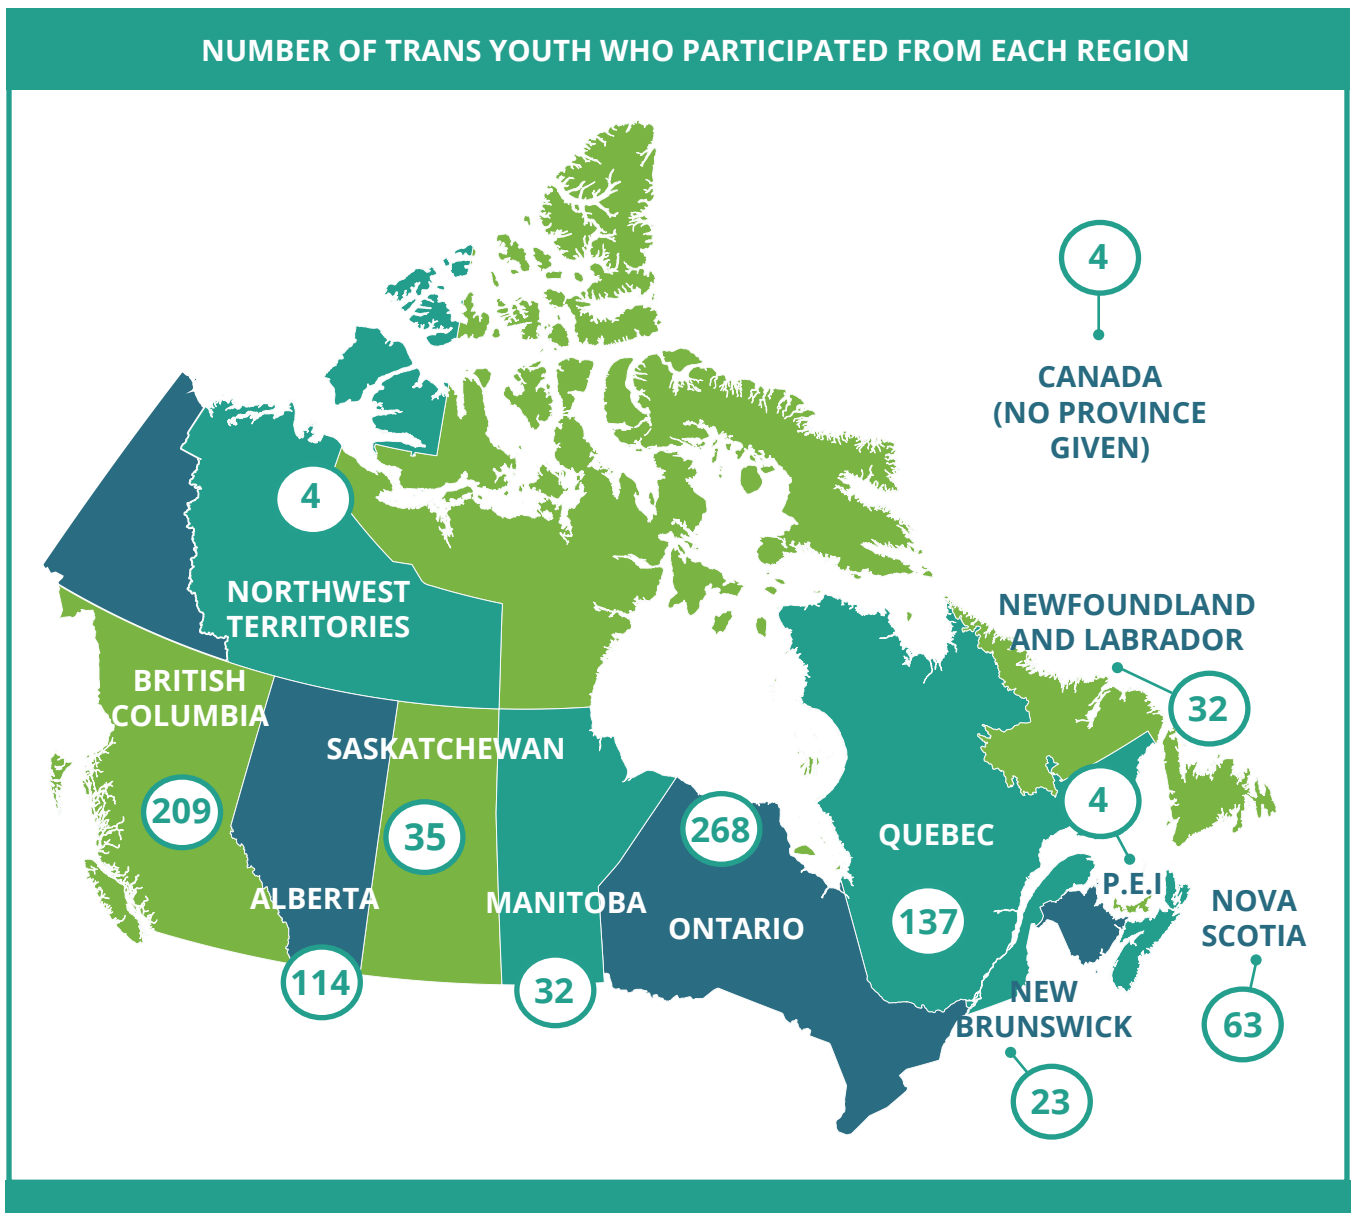 NUMBER OF TRANS YOUTH WHO PARTICIPATED FROM EACH REGION
4
CANADA
(NO PROVINCE
GIVEN)
4
NORTHWEST
TERRITORIES
NEWFOUNDLAND
AND LABRADOR
32
BRITISH
COLUMBIA
209
SASKATCHEWAN
35
ALBERTA
114
MANITOBA
32
268
ONTARIO
QUEBEC
137
4
P.E.I
NOVA
SCOTIA
63
NEW
BRUNSWICK
23